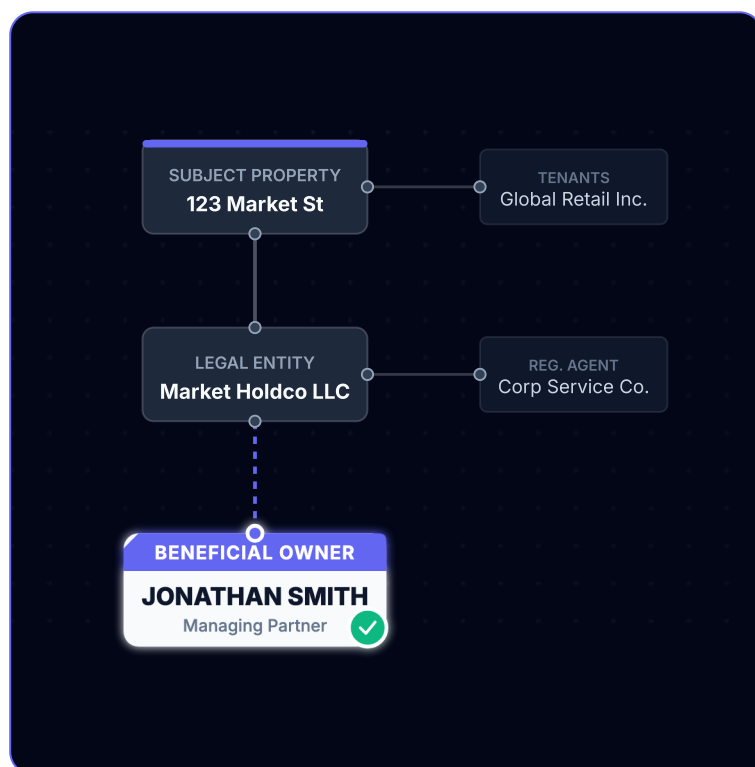 SUBJECT PROPERTY
123 Market St
TENANTS
Global Retail Inc.
LEGAL ENTITY
Market Holdco LLC
REG. AGENT
Corp Service Co.
BENEFICIAL OWNER
JONATHAN SMITH
Managing Partner